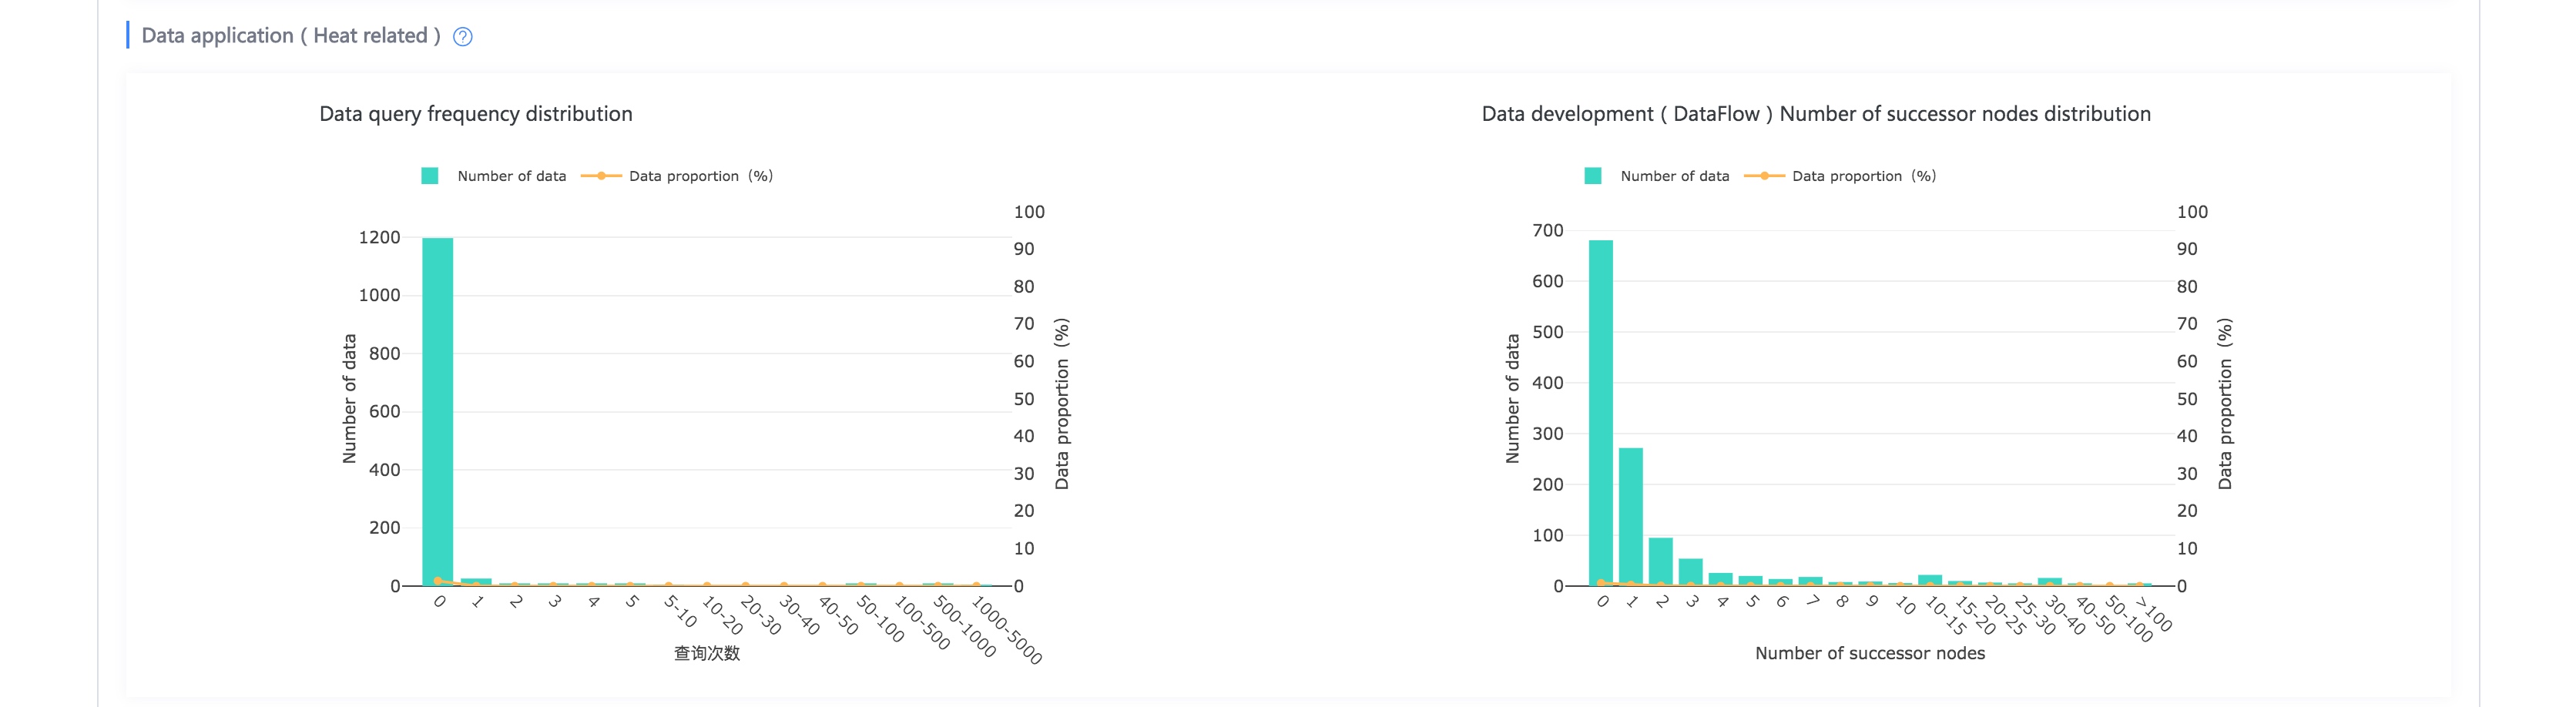 Data application ( Heat related ) ?
Data query frequency distribution
Number of data Data proportion (%)
100
1200
90
80
1000
70
800
60
50
600
40
400
30
20
200
10
0
0
Number of data
Data proportion (%)
0 1 2 3 4 5 5-10 10-20 20-30 30-40 40-50 50-100 100-500 500-1000 1000-5000
查询次数
Data development ( DataFlow ) Number of successor nodes distribution
Number of data Data proportion (%)
100
700
90
600
80
70
500
60
400
50
40
300
30
200
20
100
10
0
0
Number of data
Data proportion (%)
0 1 2 3 4 5 6 7 8 9 10 10-15 15-20 20-25 25-30 30-40 40-50 50-100 >100
Number of successor nodes